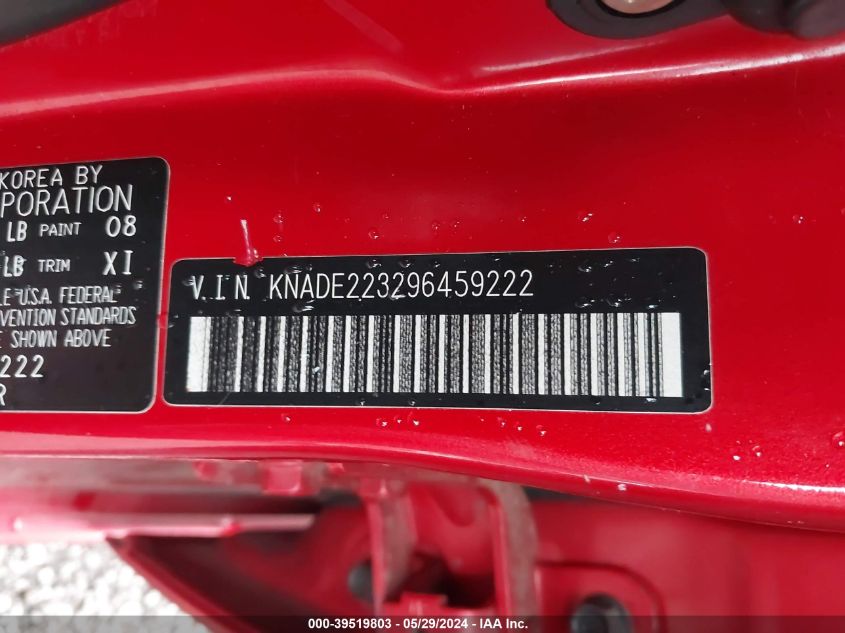 KOREA BY
PORATION
LB PAINT 08
LB TRIM XI
LE U.S.A. FEDERAL
VENTION STANDARDS
E SHOWN ABOVE
222
R
V.I.N. KNADE223296459222
000-39519803 - 05/29/2024 - IAA Inc.